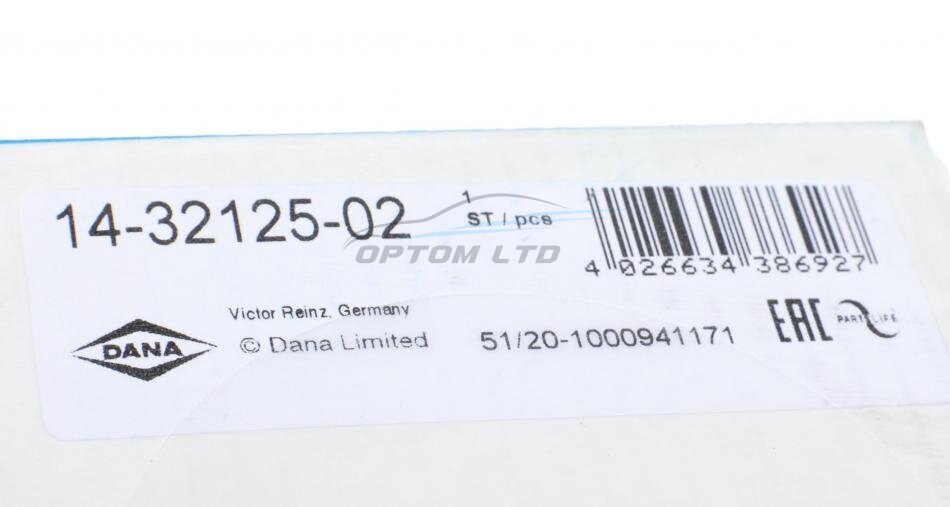 14-32125-02
1
ST / pcs
4 026634 386927
OPTOM LTD
Victor Reinz, Germany
DANA
© Dana Limited
51/20-1000941171
EAC
PARTSLIFE